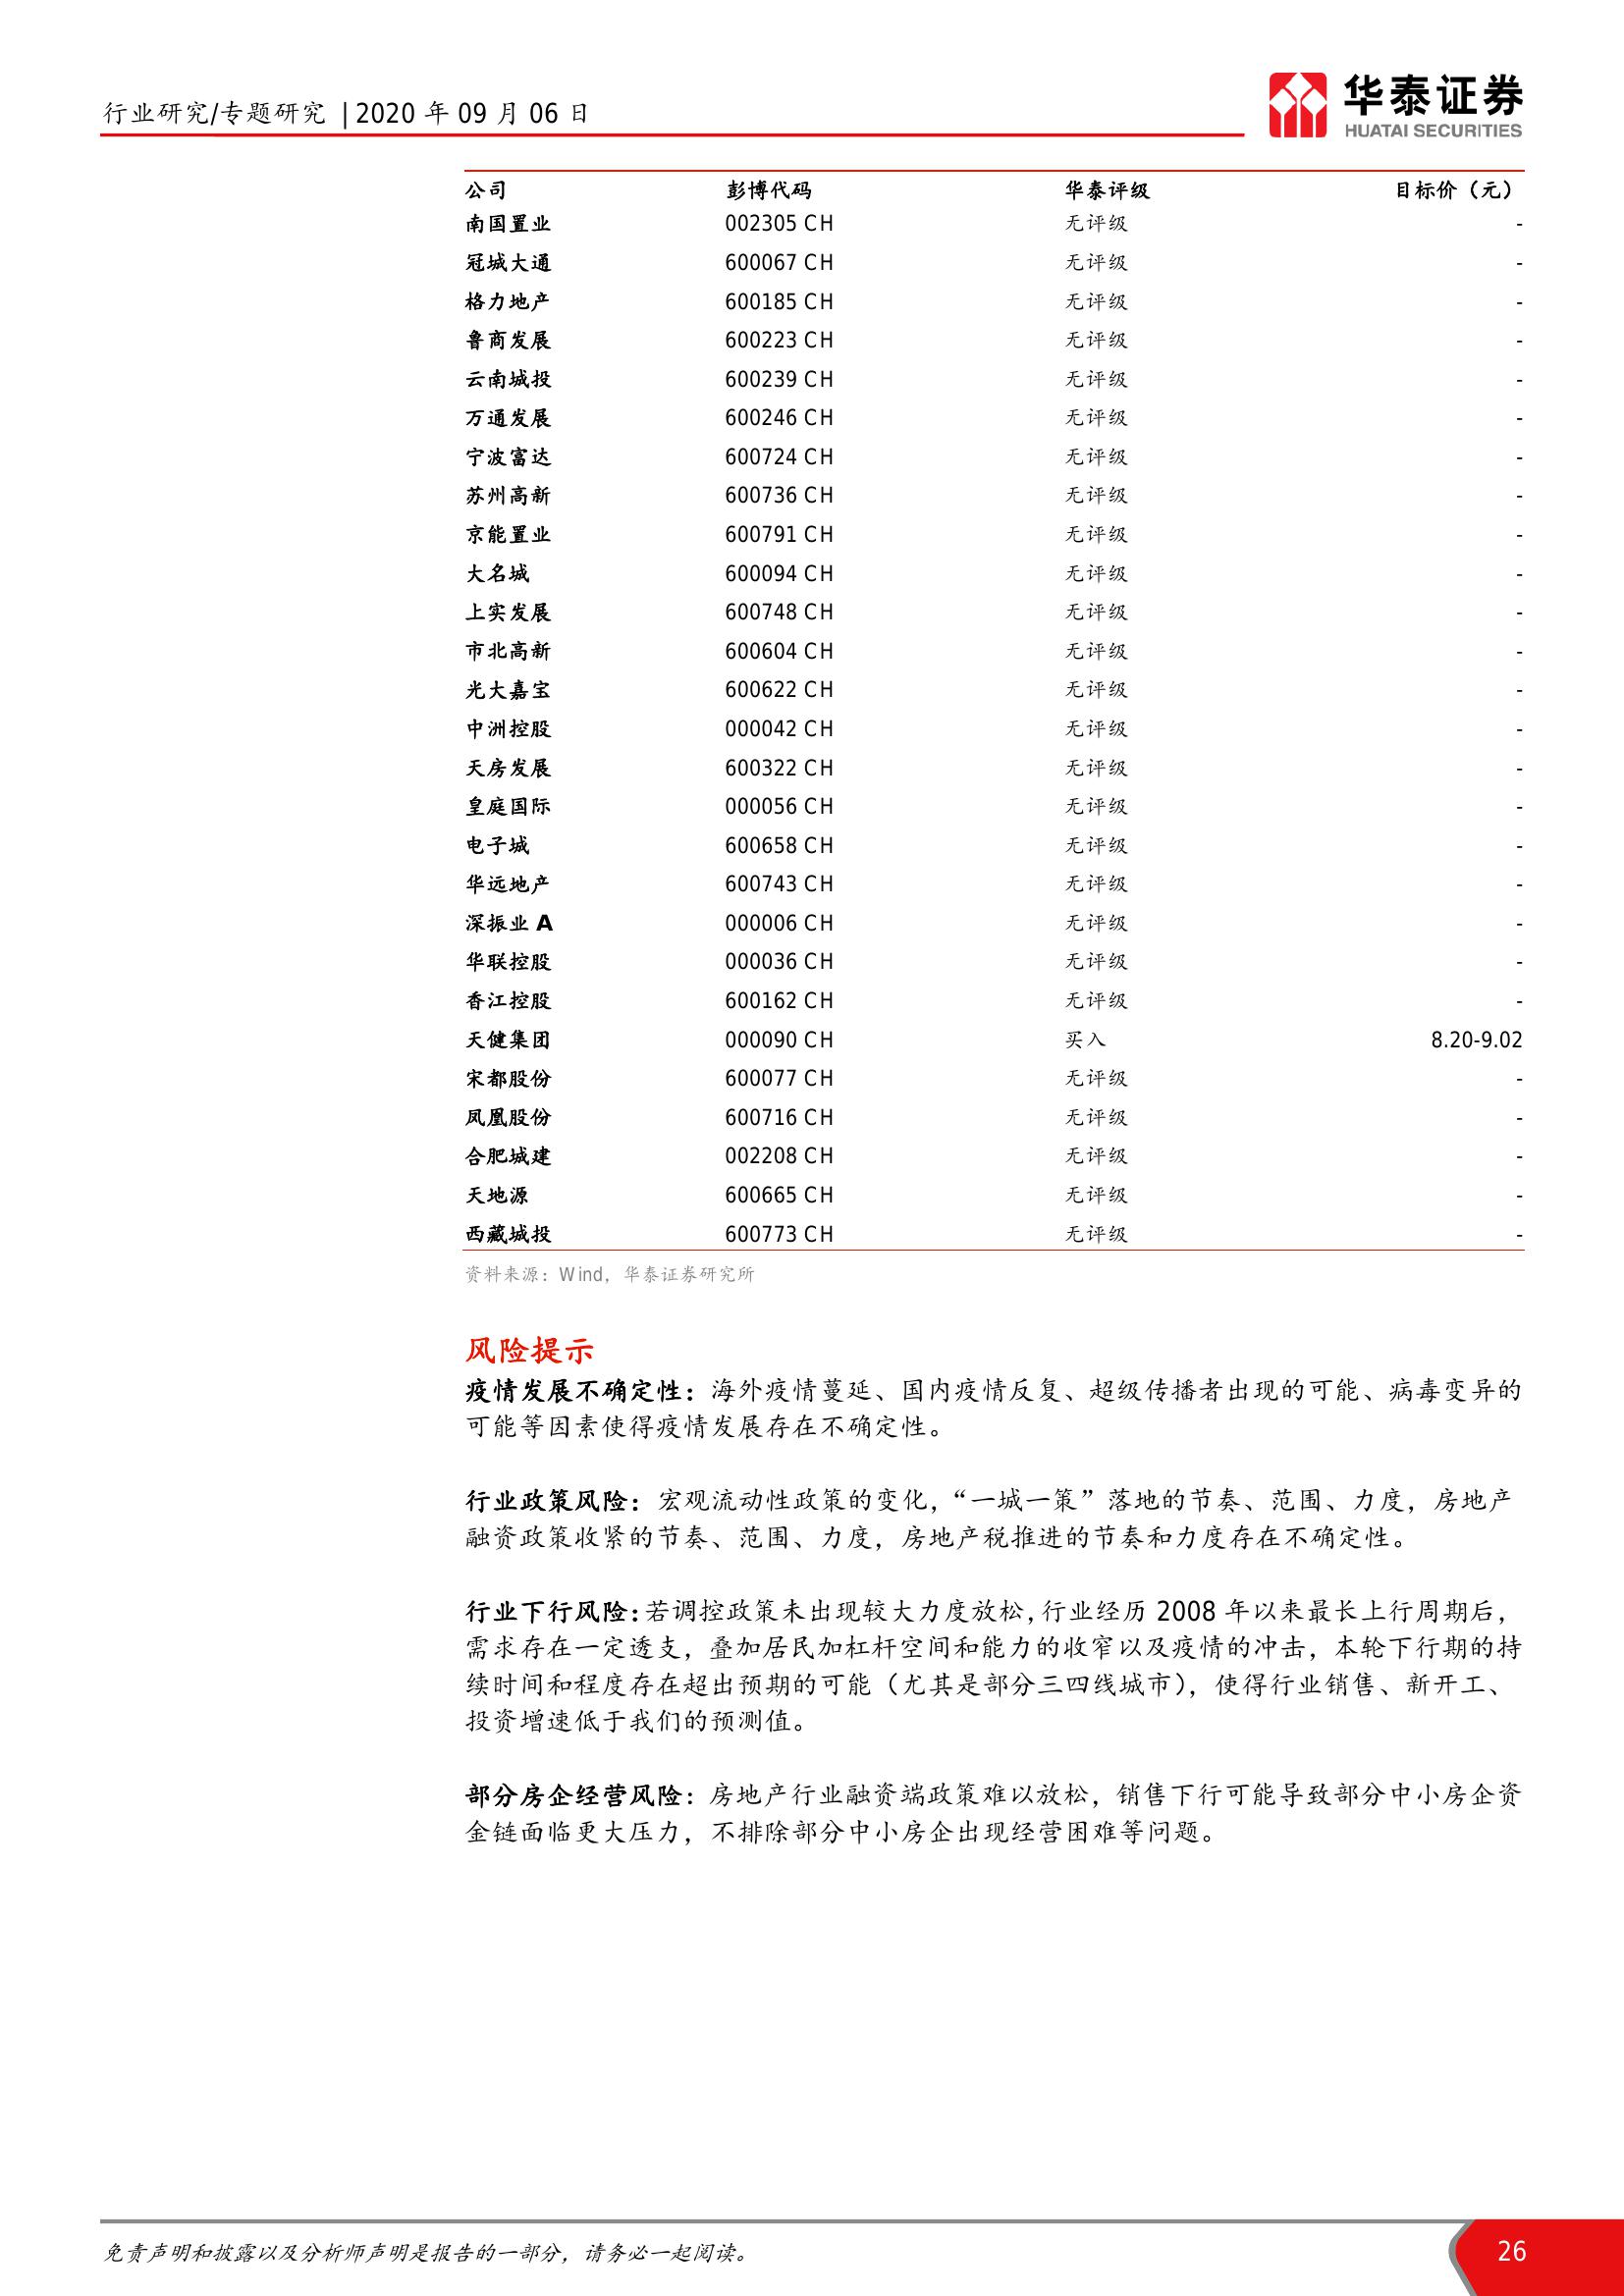 行业研究/专题研究 | 2020 年 09 月 06 日
华泰证券
HUATAI SECURITIES
公司 彭博代码 华泰评级 目标价（元）
南国置业 002305 CH 无评级 -
冠城大通 600067 CH 无评级 -
格力地产 600185 CH 无评级 -
鲁商发展 600223 CH 无评级 -
云南城投 600239 CH 无评级 -
万通发展 600246 CH 无评级 -
宁波富达 600724 CH 无评级 -
苏州高新 600736 CH 无评级 -
京能置业 600791 CH 无评级 -
大名城 600094 CH 无评级 -
上实发展 600748 CH 无评级 -
市北高新 600604 CH 无评级 -
光大嘉宝 600622 CH 无评级 -
中洲控股 000042 CH 无评级 -
天房发展 600322 CH 无评级 -
皇庭国际 000056 CH 无评级 -
电子城 600658 CH 无评级 -
华远地产 600743 CH 无评级 -
深振业 A 000006 CH 无评级 -
华联控股 000036 CH 无评级 -
香江控股 600162 CH 无评级 -
天健集团 000090 CH 买入 8.20-9.02
宋都股份 600077 CH 无评级 -
凤凰股份 600716 CH 无评级 -
合肥城建 002208 CH 无评级 -
天地源 600665 CH 无评级 -
西藏城投 600773 CH 无评级 -
资料来源：Wind，华泰证券研究所
风险提示
疫情发展不确定性：海外疫情蔓延、国内疫情反复、超级传播者出现的可能、病毒变异的
可能等因素使得疫情发展存在不确定性。
行业政策风险：宏观流动性政策的变化，“一城一策”落地的节奏、范围、力度，房地产
融资政策收紧的节奏、范围、力度，房地产税推进的节奏和力度存在不确定性。
行业下行风险：若调控政策未出现较大力度放松，行业经历 2008 年以来最长上行周期后，
需求存在一定透支，叠加居民加杠杆空间和能力的收窄以及疫情的冲击，本轮下行期的持
续时间和程度存在超出预期的可能（尤其是部分三四线城市），使得行业销售、新开工、
投资增速低于我们的预测值。
部分房企经营风险：房地产行业融资端政策难以放松，销售下行可能导致部分中小房企资
金链面临更大压力，不排除部分中小房企出现经营困难等问题。
免责声明和披露以及分析师声明是报告的一部分，请务必一起阅读。
26